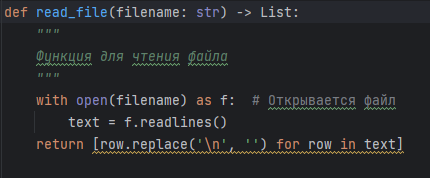 def read_file(filename: str) -> List:
    """
    Функция для чтения файла
    """
    with open(filename) as f:  # Открывается файл
        text = f.readlines()
    return [row.replace('\n', '') for row in text]